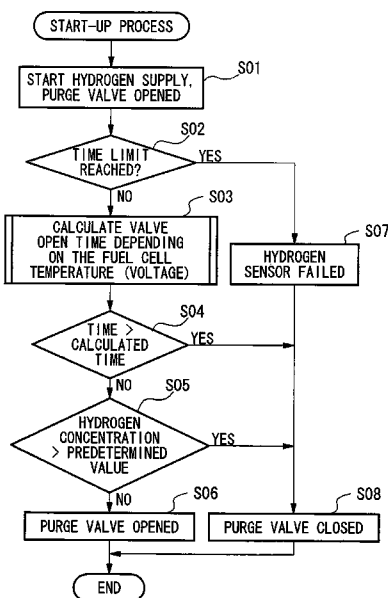 START-UP PROCESS
S01
START HYDROGEN SUPPLY,
PURGE VALVE OPENED
S02
TIME LIMIT
REACHED?
YES
NO
S03
CALCULATE VALVE
OPEN TIME DEPENDING
ON THE FUEL CELL
TEMPERATURE (VOLTAGE)
S07
HYDROGEN
SENSOR FAILED
S04
TIME >
CALCULATED
TIME
YES
NO
S05
HYDROGEN
CONCENTRATION
> PREDETERMINED
VALUE
YES
NO
S06
PURGE VALVE OPENED
S08
PURGE VALVE CLOSED
END